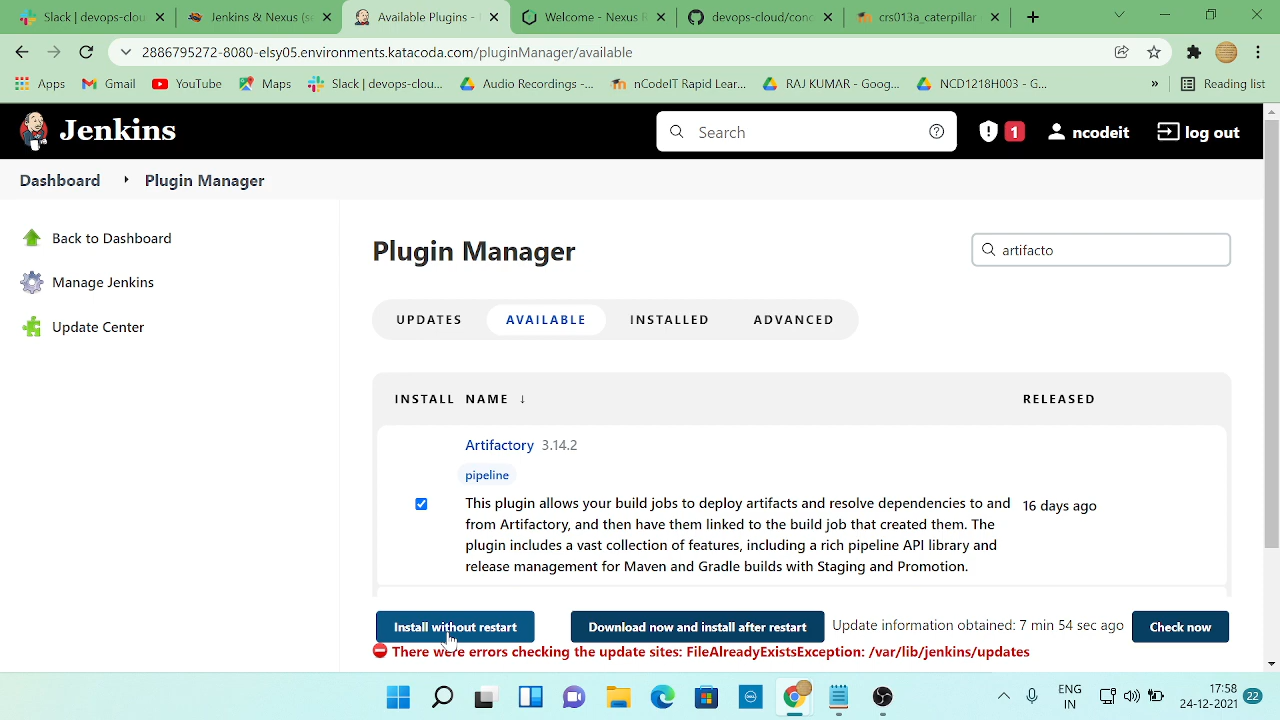 Slack | devops-clou
Jenkins & Nexus (s
Available Plugins -
Welcome - Nexus R
devops-cloud/con
crs013a_caterpillar
2886795272-8080-elsy05.environments.katacoda.com/pluginManager/available
Apps
Gmail
YouTube
Maps
Slack | devops-clou...
Audio Recordings -...
nCodeIT Rapid Lear...
RAJ KUMAR - Goog...
NCD1218H003 - G...
»
Reading list
Jenkins
Search
1
ncodeit
log out
Dashboard
Plugin Manager
Back to Dashboard
Manage Jenkins
Update Center
Plugin Manager
artifacto
UPDATES
AVAILABLE
INSTALLED
ADVANCED
INSTALL NAME ↓
RELEASED
Artifactory 3.14.2
pipeline
This plugin allows your build jobs to deploy artifacts and resolve dependencies to and
from Artifactory, and then have them linked to the build job that created them. The
plugin includes a vast collection of features, including a rich pipeline API library and
release management for Maven and Gradle builds with Staging and Promotion.
16 days ago
Install without restart
Download now and install after restart
Update information obtained: 7 min 54 sec ago
Check now
There were errors checking the update sites: FileAlreadyExistsException: /var/lib/jenkins/updates
ENG
IN
17:58
24-12-2021
22